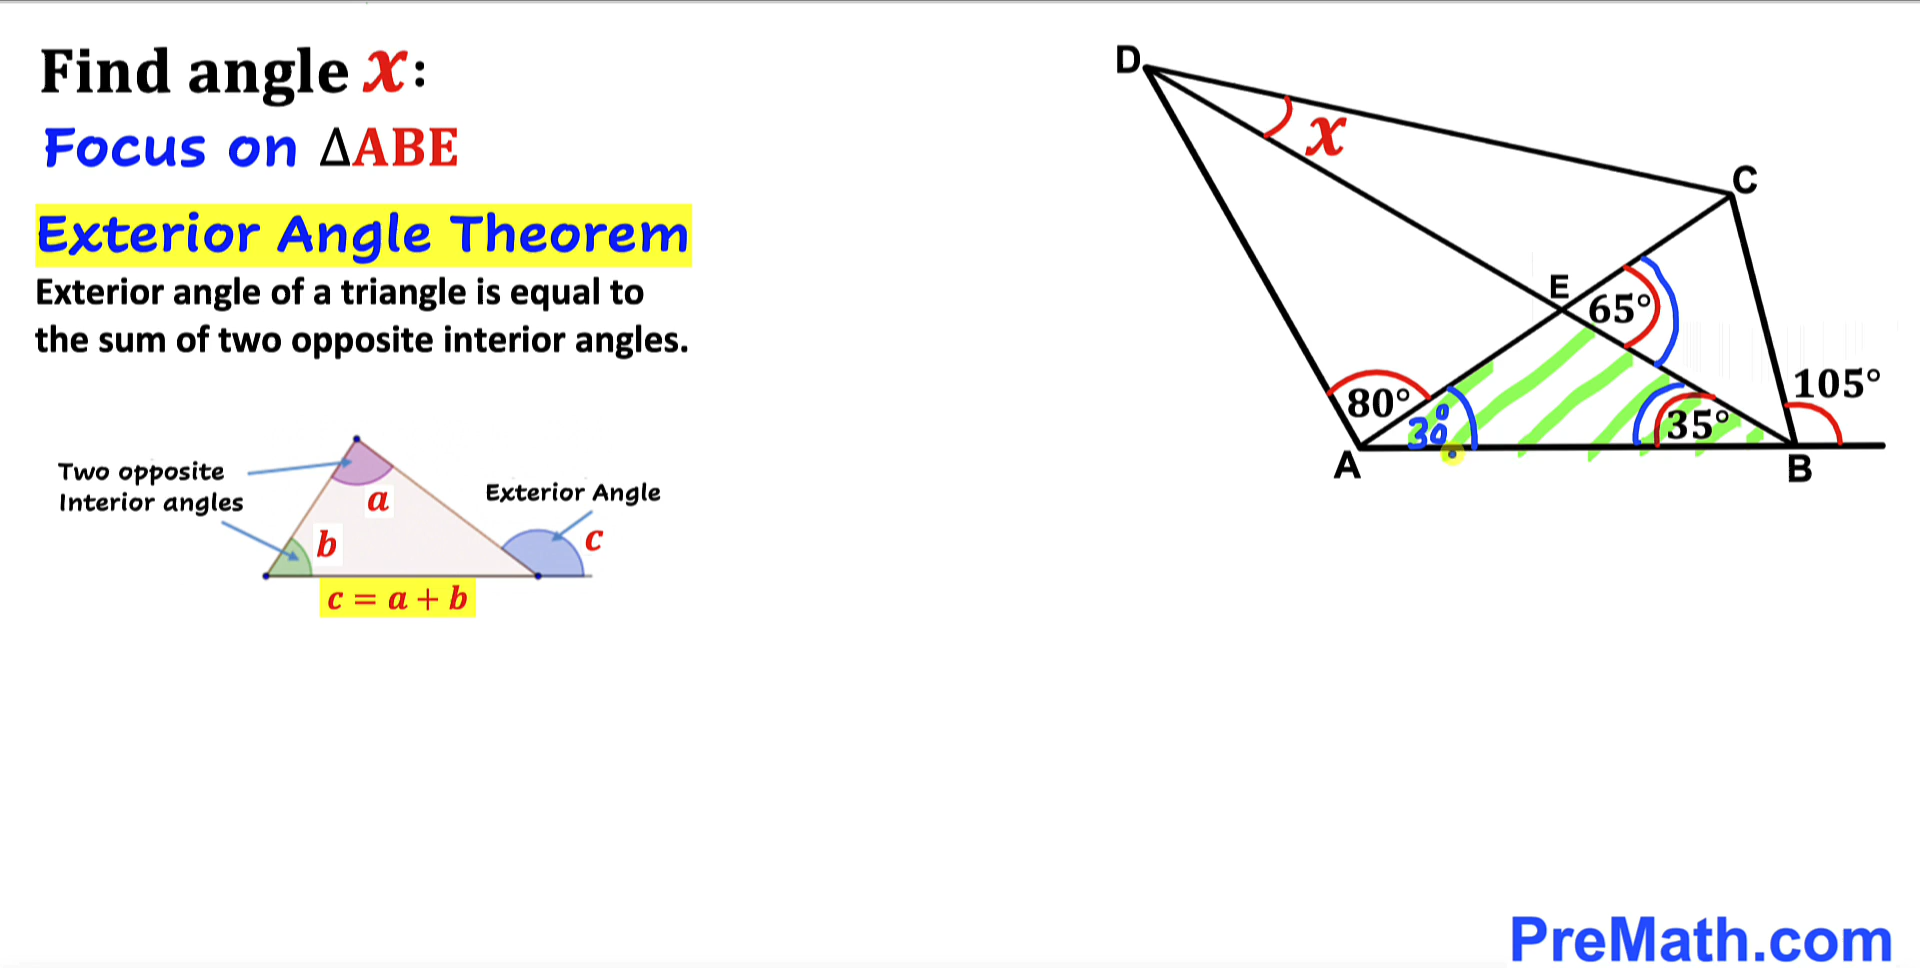 Find angle x:
Focus on ΔABE
Exterior Angle Theorem
Exterior angle of a triangle is equal to
the sum of two opposite interior angles.
Two opposite
Interior angles
a
b
Exterior Angle
c
c = a + b
D
x
C
E
65°
80°
30°
35°
105°
A
B
PreMath.com